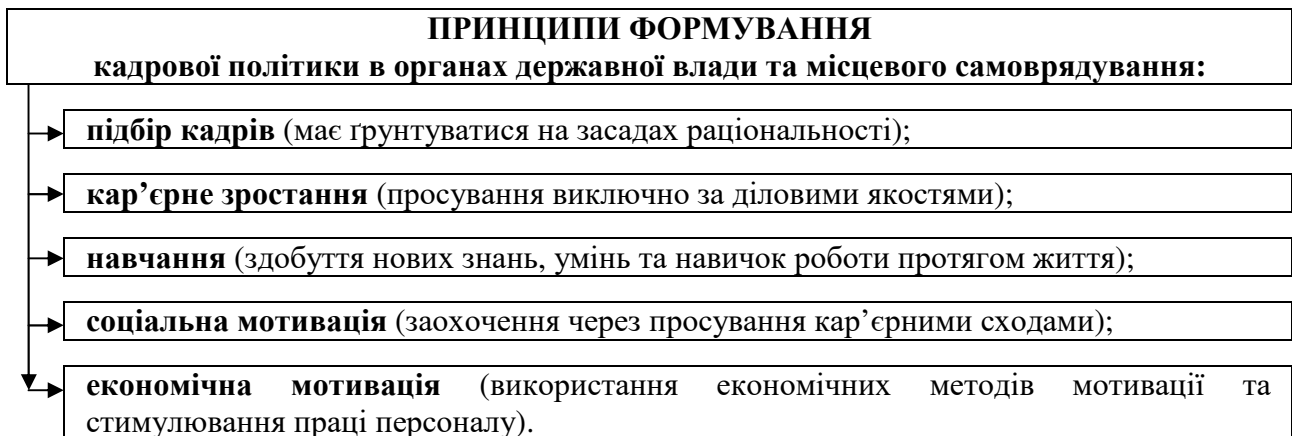 ПРИНЦИПИ ФОРМУВАННЯ
кадрової політики в органах державної влади та місцевого самоврядування:
підбір кадрів (має ґрунтуватися на засадах раціональності);
кар’єрне зростання (просування виключно за діловими якостями);
навчання (здобуття нових знань, умінь та навичок роботи протягом життя);
соціальна мотивація (заохочення через просування кар’єрними сходами);
економічна мотивація (використання економічних методів мотивації та
стимулювання праці персоналу).